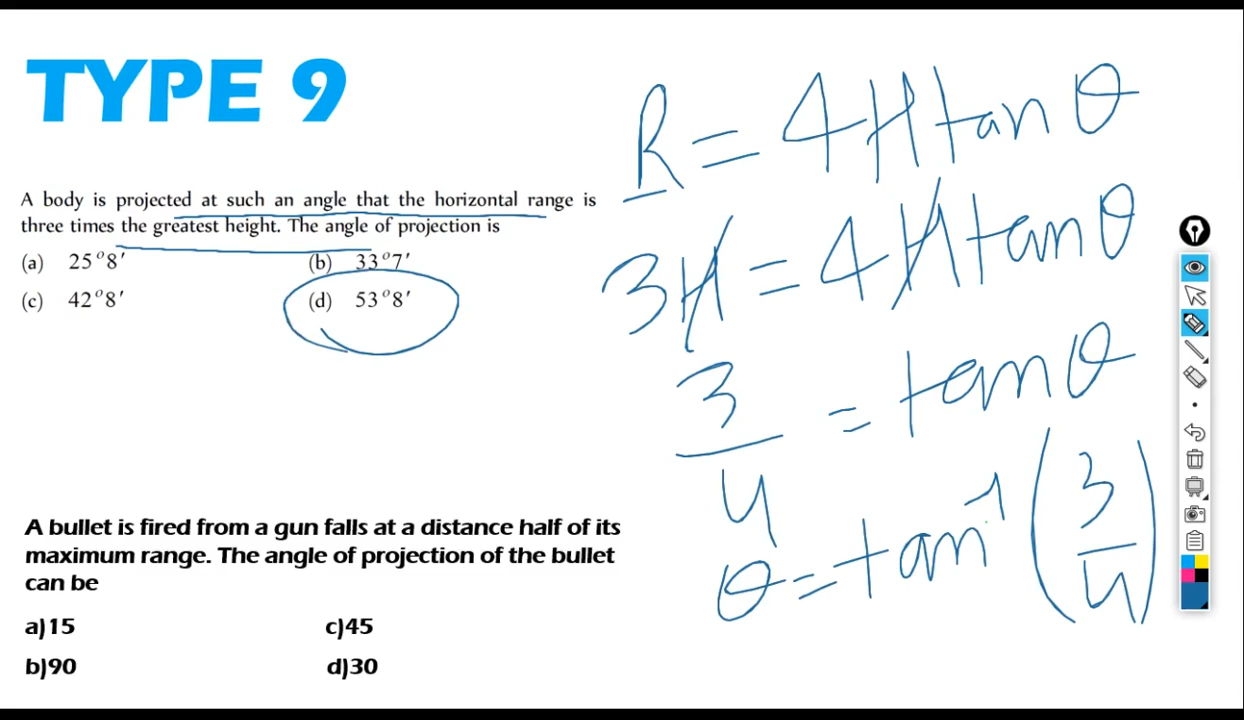 TYPE 9
A body is projected at such an angle that the horizontal range is
three times the greatest height. The angle of projection is
(a) 25°8′ (b) 33°7′
(c) 42°8′ (d) 53°8′
R = 4H tan θ
3H = 4H tan θ
3/4 = tan θ
θ = tan⁻¹ (3/4)
A bullet is fired from a gun falls at a distance half of its
maximum range. The angle of projection of the bullet
can be
a)15 c)45
b)90 d)30